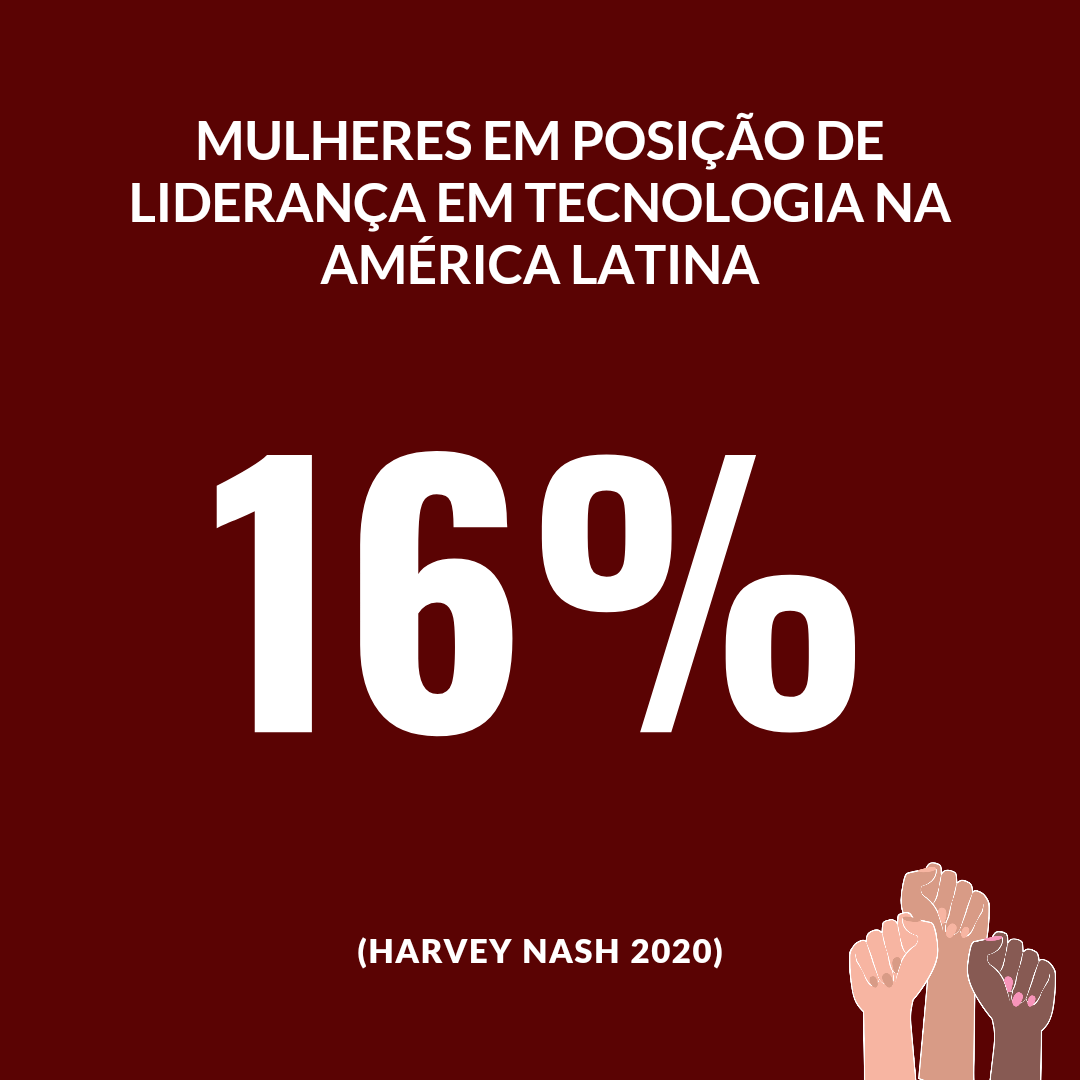 MULHERES EM POSIÇÃO DE
LIDERANÇA EM TECNOLOGIA NA
AMÉRICA LATINA
16%
(HARVEY NASH 2020)